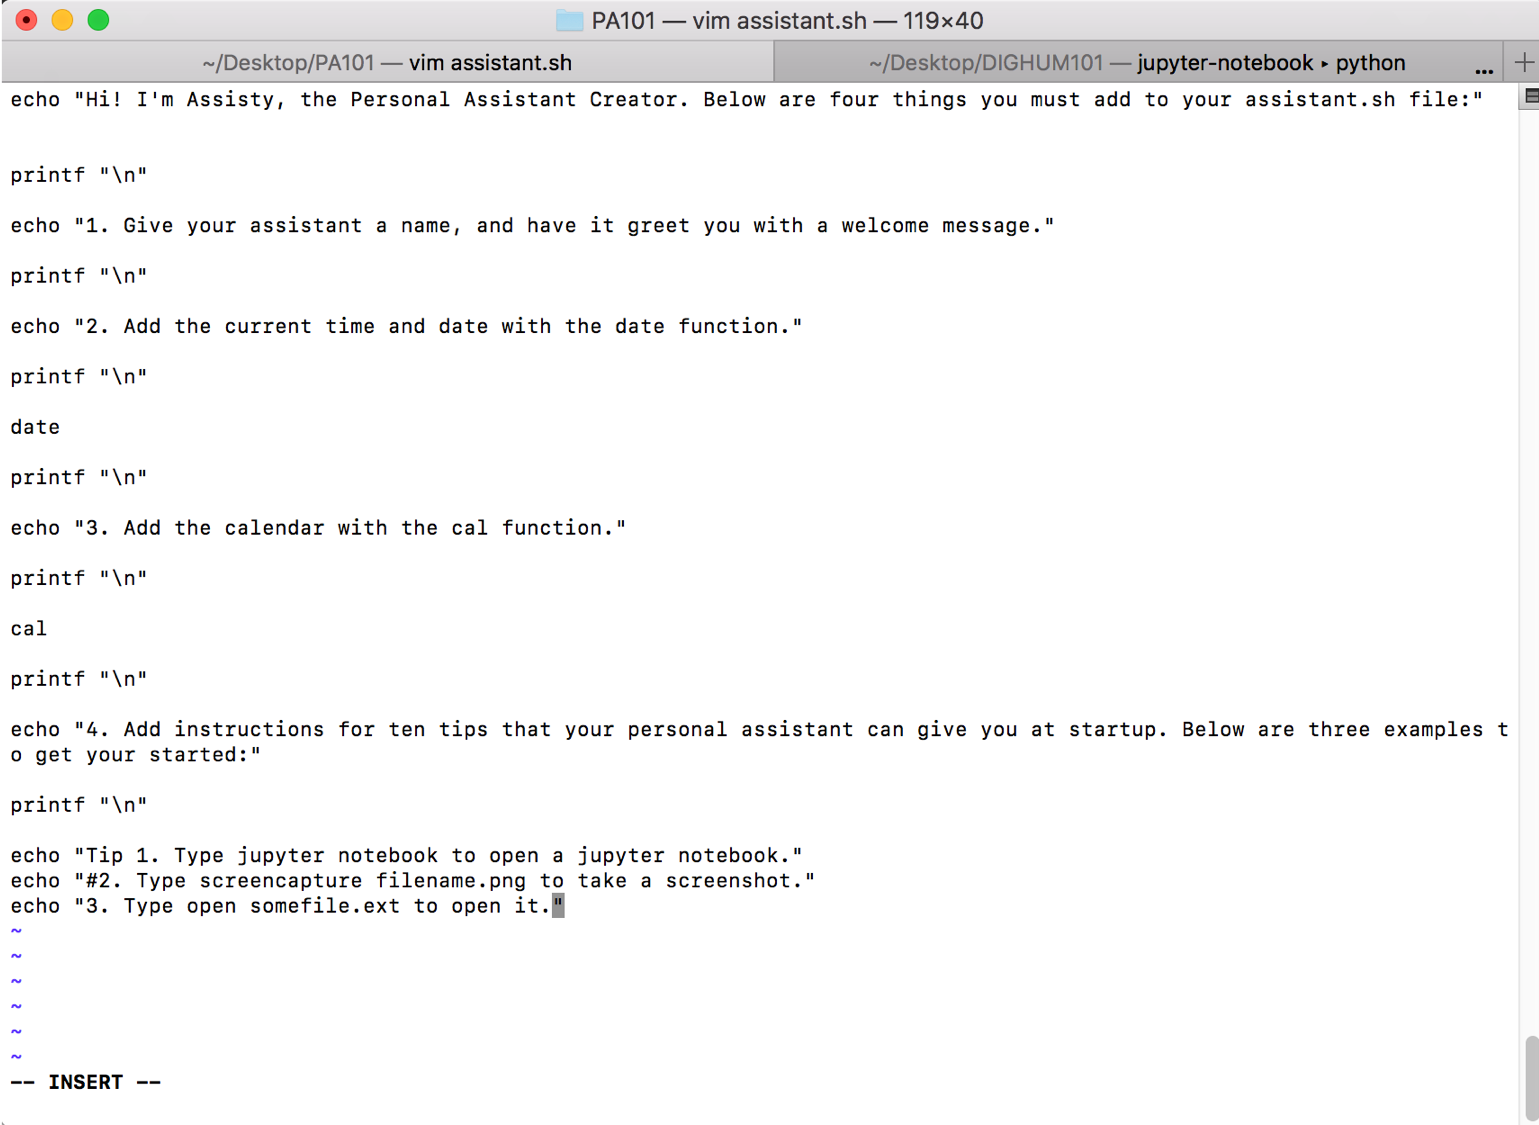 PA101 — vim assistant.sh — 119×40
~/Desktop/PA101 — vim assistant.sh
~/Desktop/DIGHUM101 — jupyter-notebook ▸ python ... +
echo "Hi! I'm Assisty, the Personal Assistant Creator. Below are four things you must add to your assistant.sh file:"
printf "\n"
echo "1. Give your assistant a name, and have it greet you with a welcome message."
printf "\n"
echo "2. Add the current time and date with the date function."
printf "\n"
date
printf "\n"
echo "3. Add the calendar with the cal function."
printf "\n"
cal
printf "\n"
echo "4. Add instructions for ten tips that your personal assistant can give you at startup. Below are three examples t
o get your started:"
printf "\n"
echo "Tip 1. Type jupyter notebook to open a jupyter notebook."
echo "#2. Type screencapture filename.png to take a screenshot."
echo "3. Type open somefile.ext to open it."
~
~
~
~
~
~
-- INSERT --